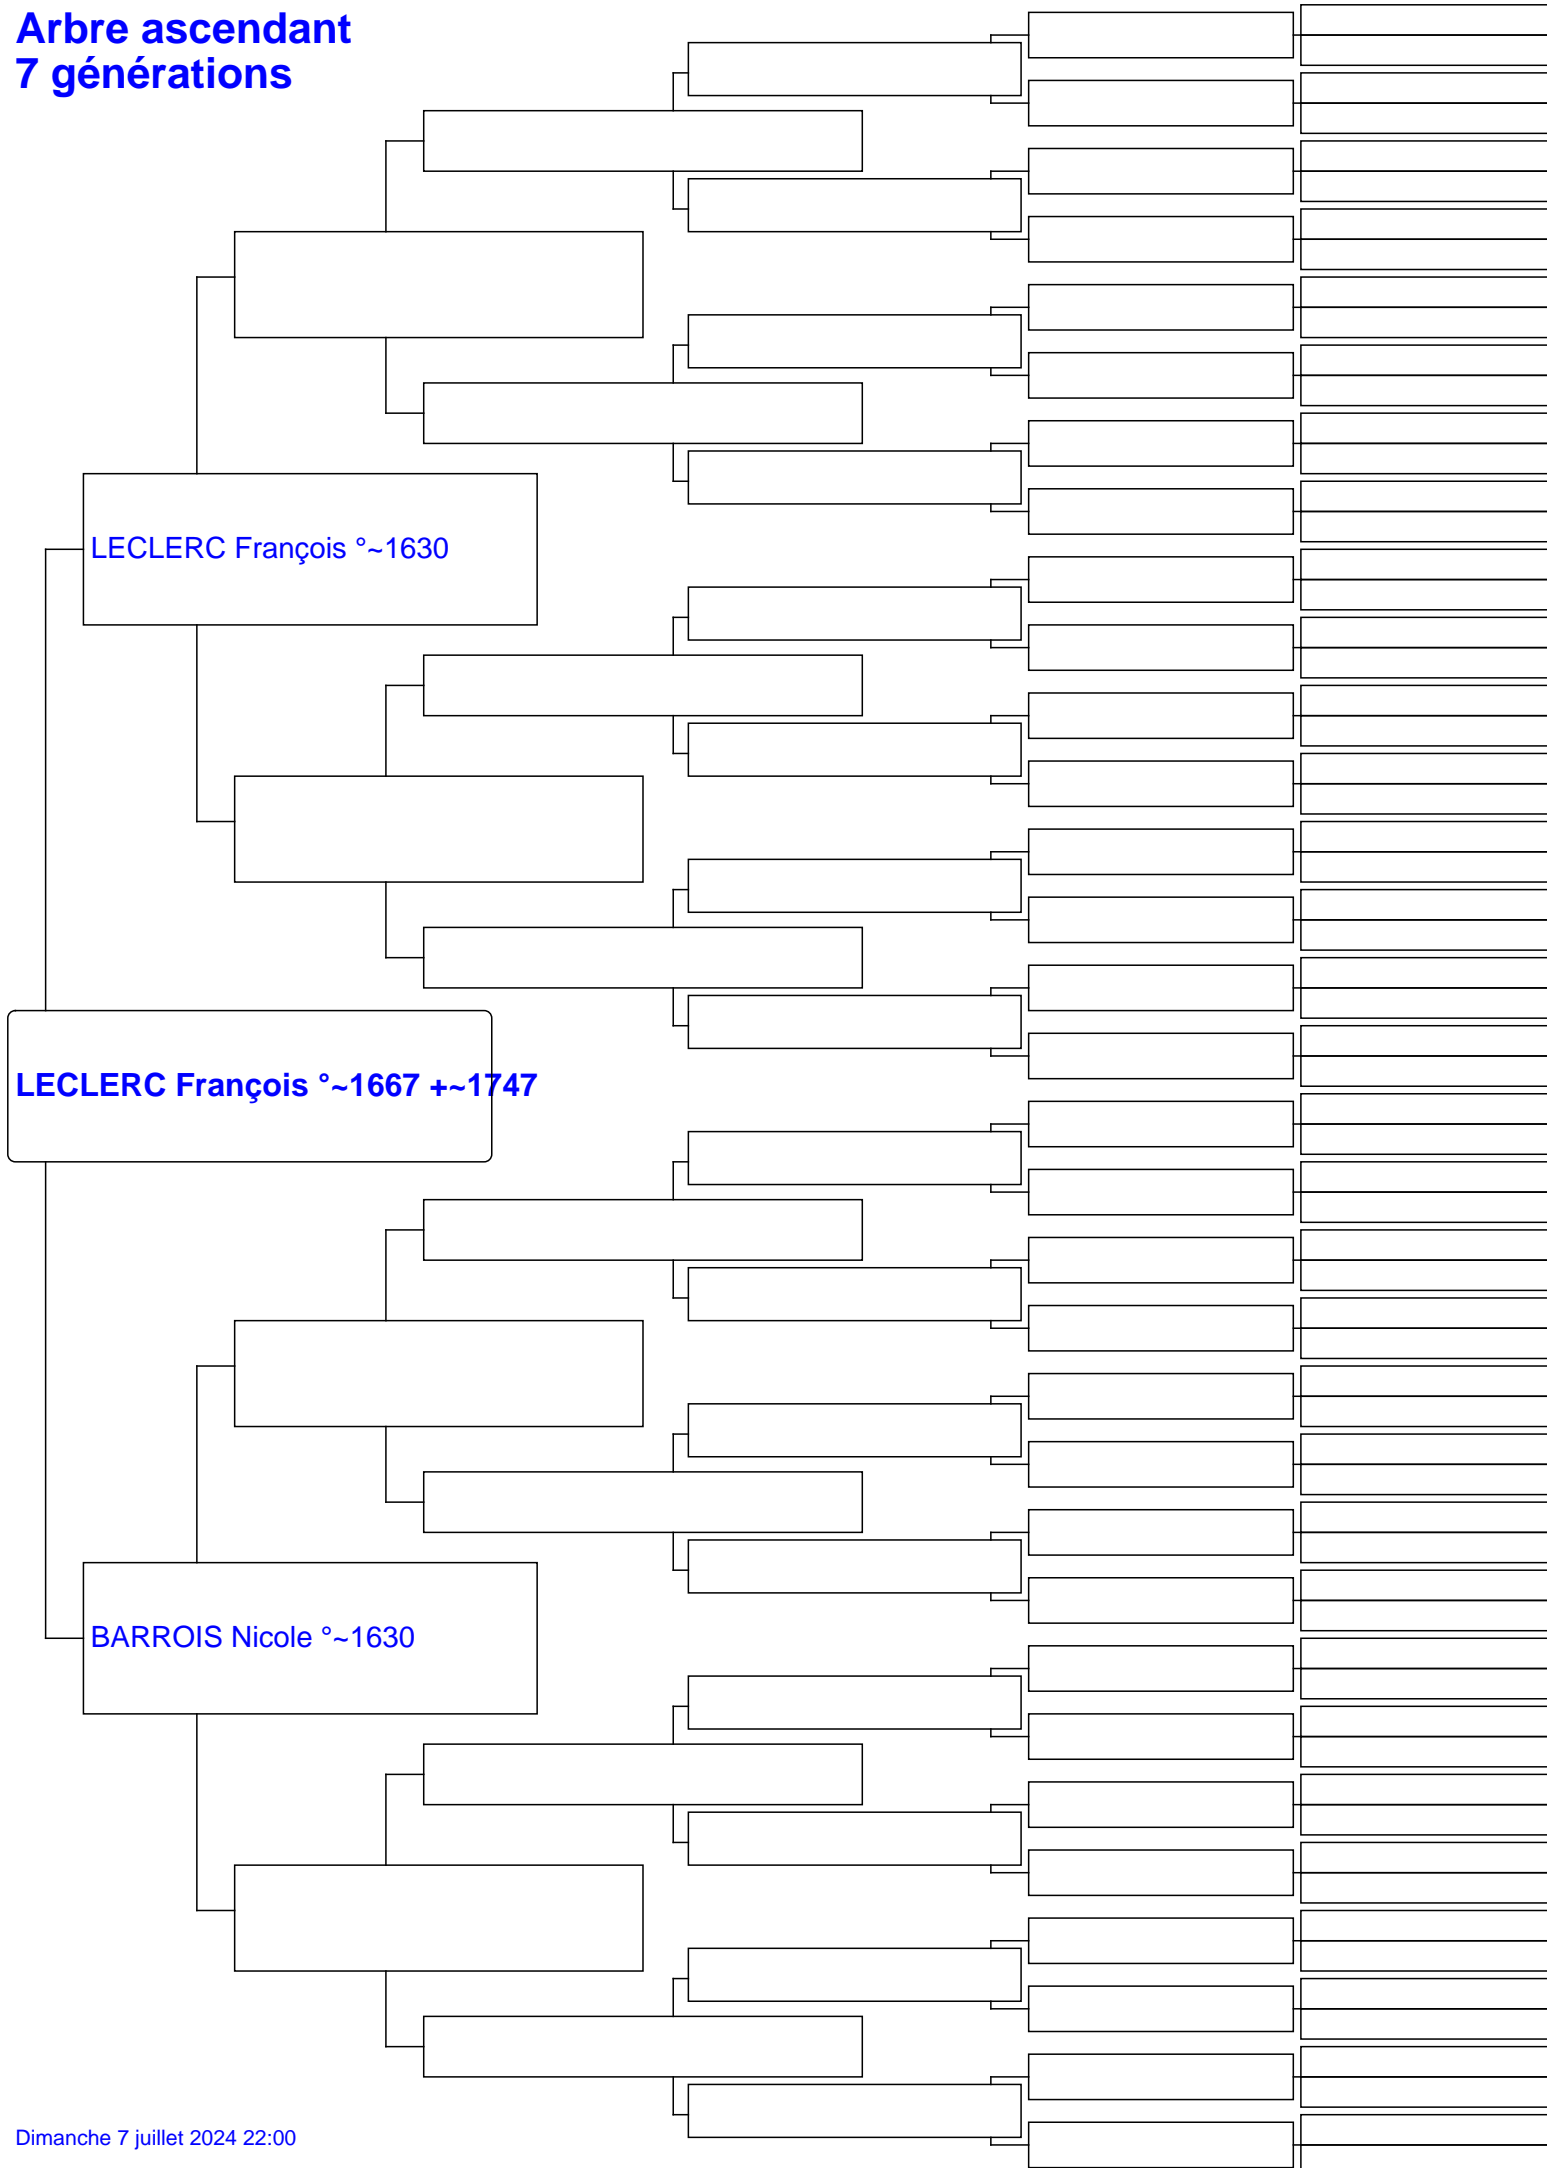 Arbre ascendant
7 générations
LECLERC François °~1630
LECLERC François °~1667 +~1747
BARROIS Nicole °~1630
Dimanche 7 juillet 2024 22:00